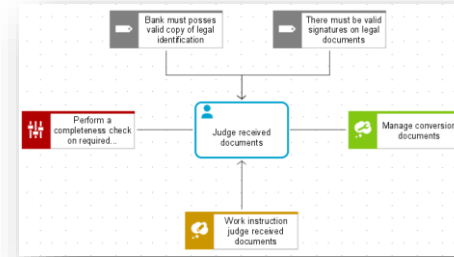 Bank must posses
valid copy of legal
identification
There must be valid
signatures on legal
documents
Perform a
completeness check
on required...
Judge received
documents
Manage conversion
documents
Work instruction
judge received
documents